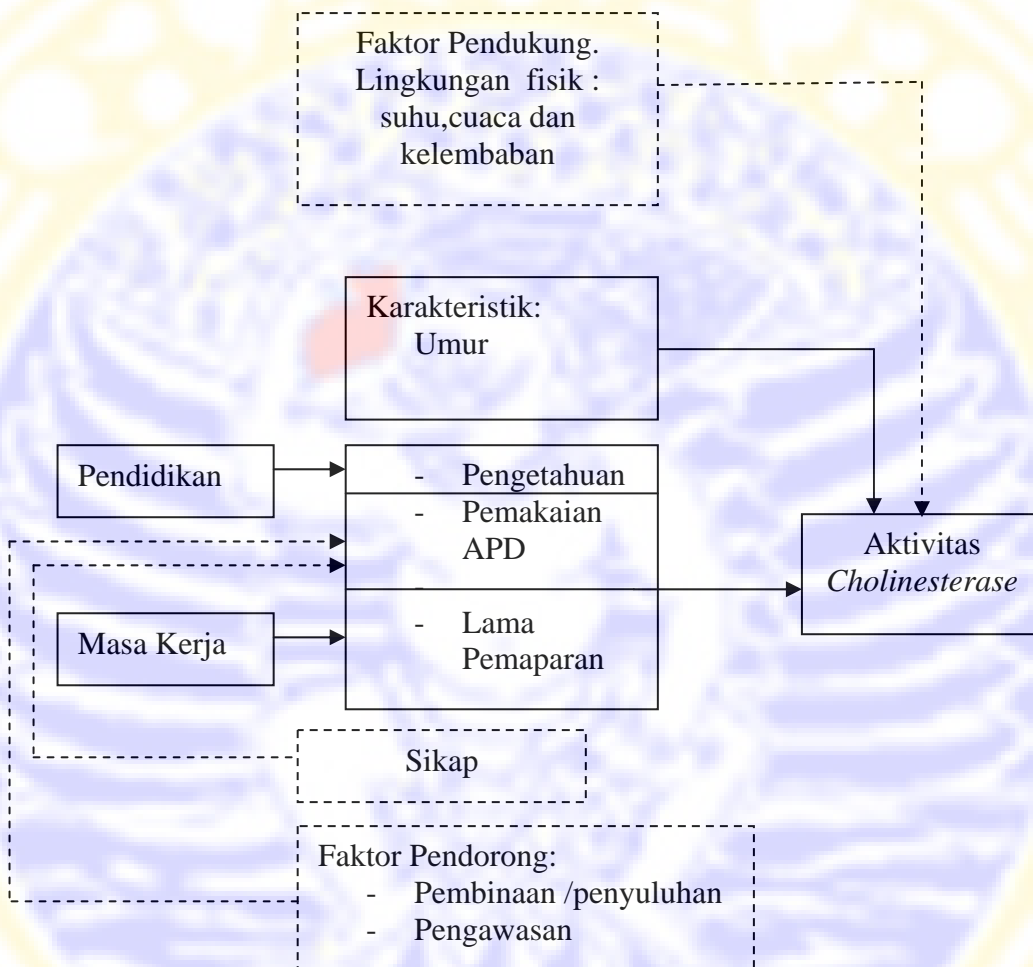 Faktor Pendukung.
Lingkungan fisik :
suhu,cuaca dan
kelembaban
Karakteristik:
Umur
Pendidikan
- Pengetahuan
- Pemakaian
APD
-
Masa Kerja
- Lama
Pemaparan
Aktivitas
Cholinesterase
Sikap
Faktor Pendorong:
- Pembinaan /penyuluhan
- Pengawasan